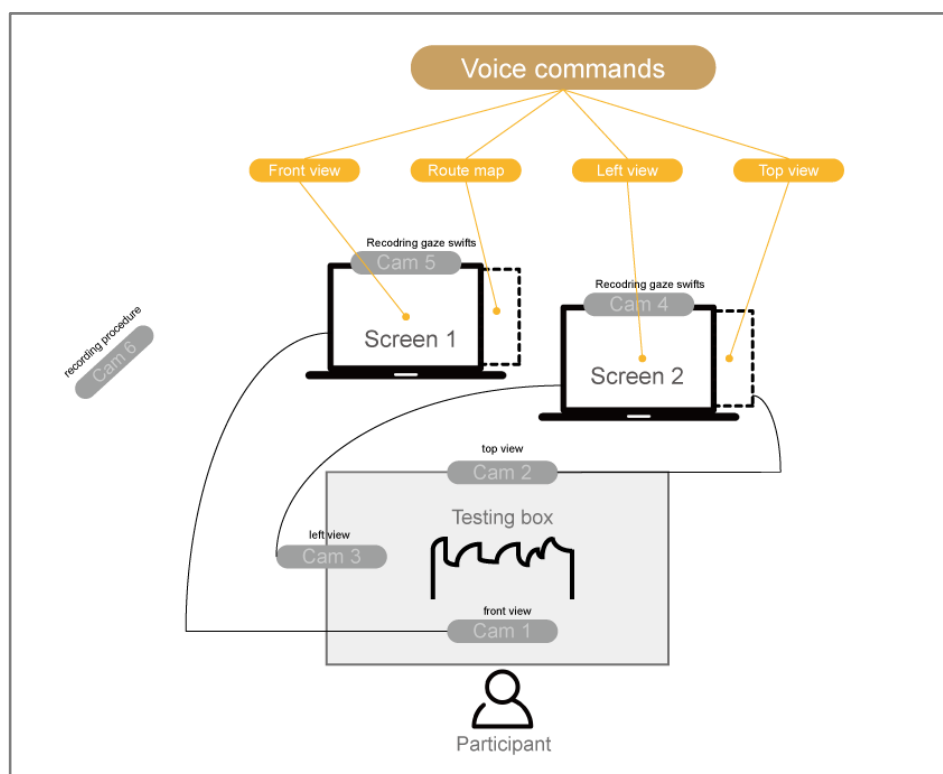 Voice commands
Front view
Route map
Left view
Top view
Recodring gaze swifts
Cam 5
Screen 1
Recodring gaze swifts
Cam 4
Screen 2
recording procedure
Cam 6
top view
Cam 2
Testing box
left view
Cam 3
front view
Cam 1
Participant